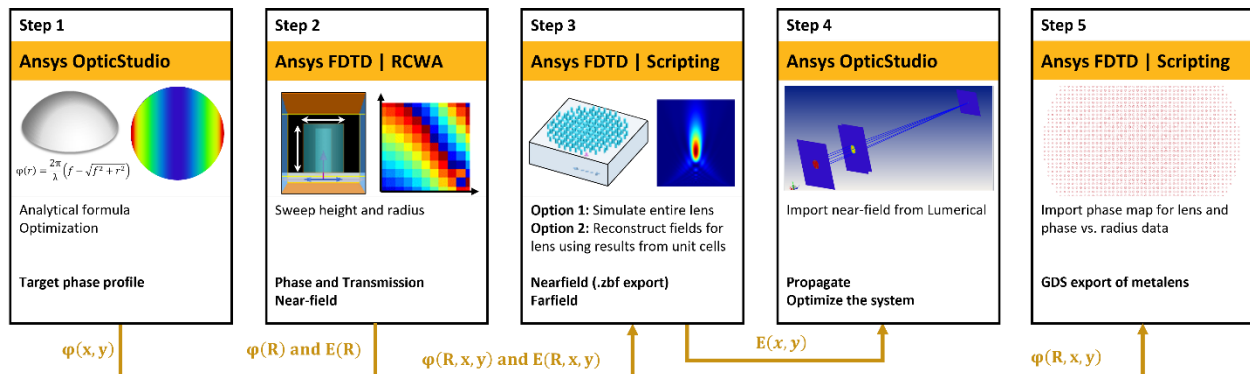 Step 1
Ansys OpticStudio
φ(r) = 2π/λ (f − √f² + r²)
Analytical formula
Optimization
Target phase profile
Step 2
Ansys FDTD | RCWA
Sweep height and radius
Phase and Transmission
Near-field
Step 3
Ansys FDTD | Scripting
Option 1: Simulate entire lens
Option 2: Reconstruct fields for
lens using results from unit cells
Nearfield (.zbf export)
Farfield
Step 4
Ansys OpticStudio
Import near-field from Lumerical
Propagate
Optimize the system
Step 5
Ansys FDTD | Scripting
Import phase map for lens and
phase vs. radius data
GDS export of metalens
φ(x, y)
φ(R) and E(R)
φ(R, x, y) and E(R, x, y)
E(x, y)
φ(R, x, y)